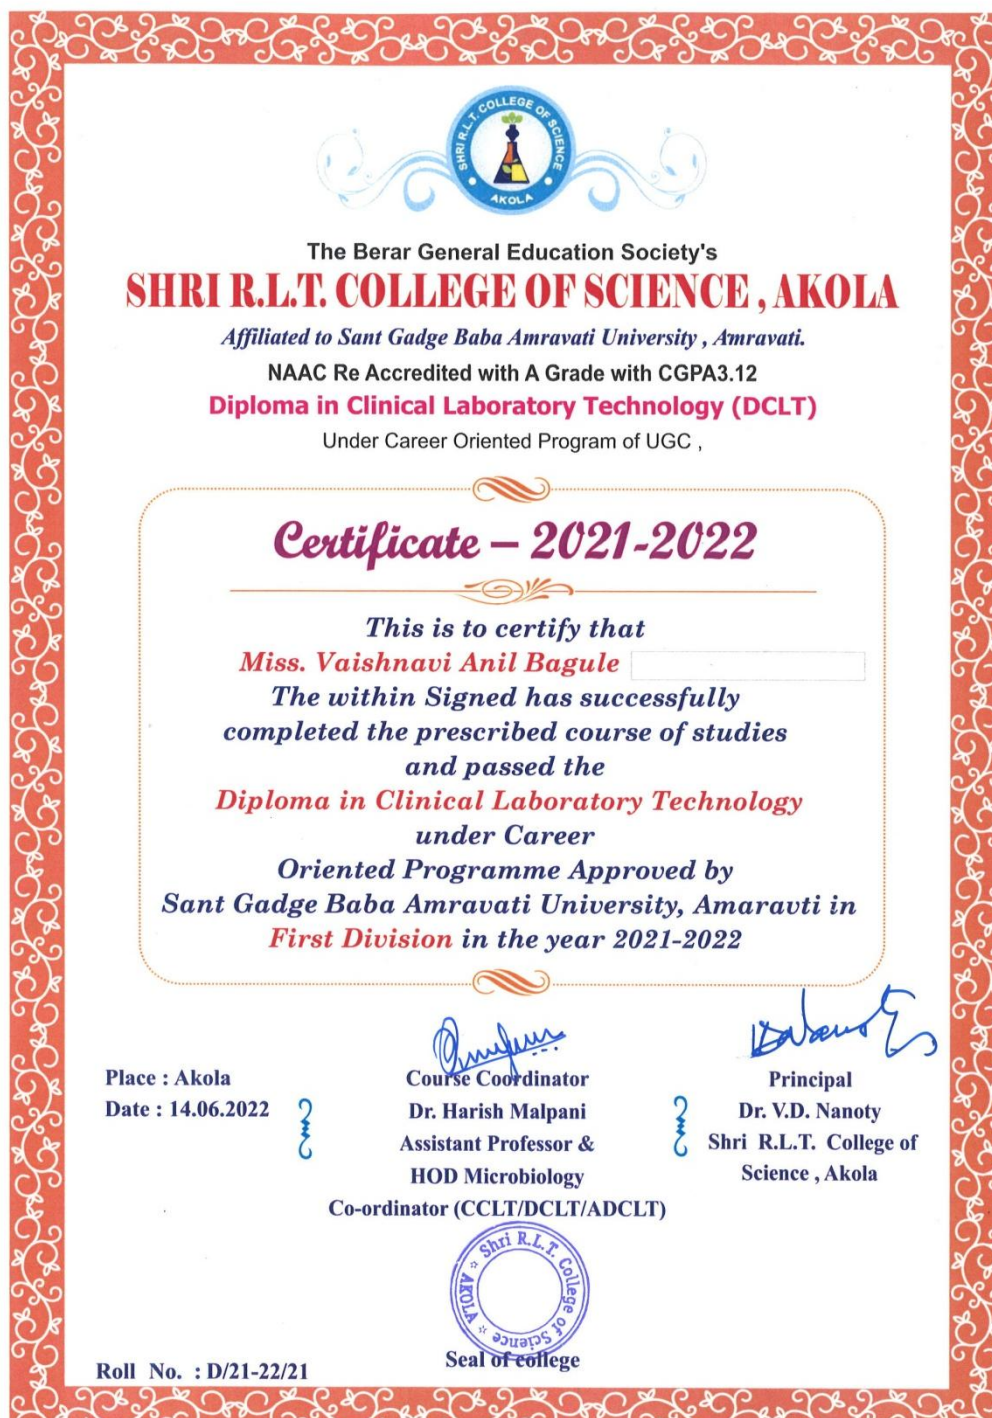 SHRI R.L.T. COLLEGE OF SCIENCE
AKOLA
The Berar General Education Society's
SHRI R.L.T. COLLEGE OF SCIENCE , AKOLA
Affiliated to Sant Gadge Baba Amravati University , Amravati.
NAAC Re Accredited with A Grade with CGPA3.12
Diploma in Clinical Laboratory Technology (DCLT)
Under Career Oriented Program of UGC ,
Certificate – 2021-2022
This is to certify that
Miss. Vaishnavi Anil Bagule
The within Signed has successfully
completed the prescribed course of studies
and passed the
Diploma in Clinical Laboratory Technology
under Career
Oriented Programme Approved by
Sant Gadge Baba Amravati University, Amaravti in
First Division in the year 2021-2022
Place : Akola
Date : 14.06.2022
Course Coordinator
Dr. Harish Malpani
Assistant Professor &
HOD Microbiology
Co-ordinator (CCLT/DCLT/ADCLT)
Principal
Dr. V.D. Nanoty
Shri R.L.T. College of
Science , Akola
Shri R.L.T. College of Science
AKOLA
Seal of college
Roll No. : D/21-22/21